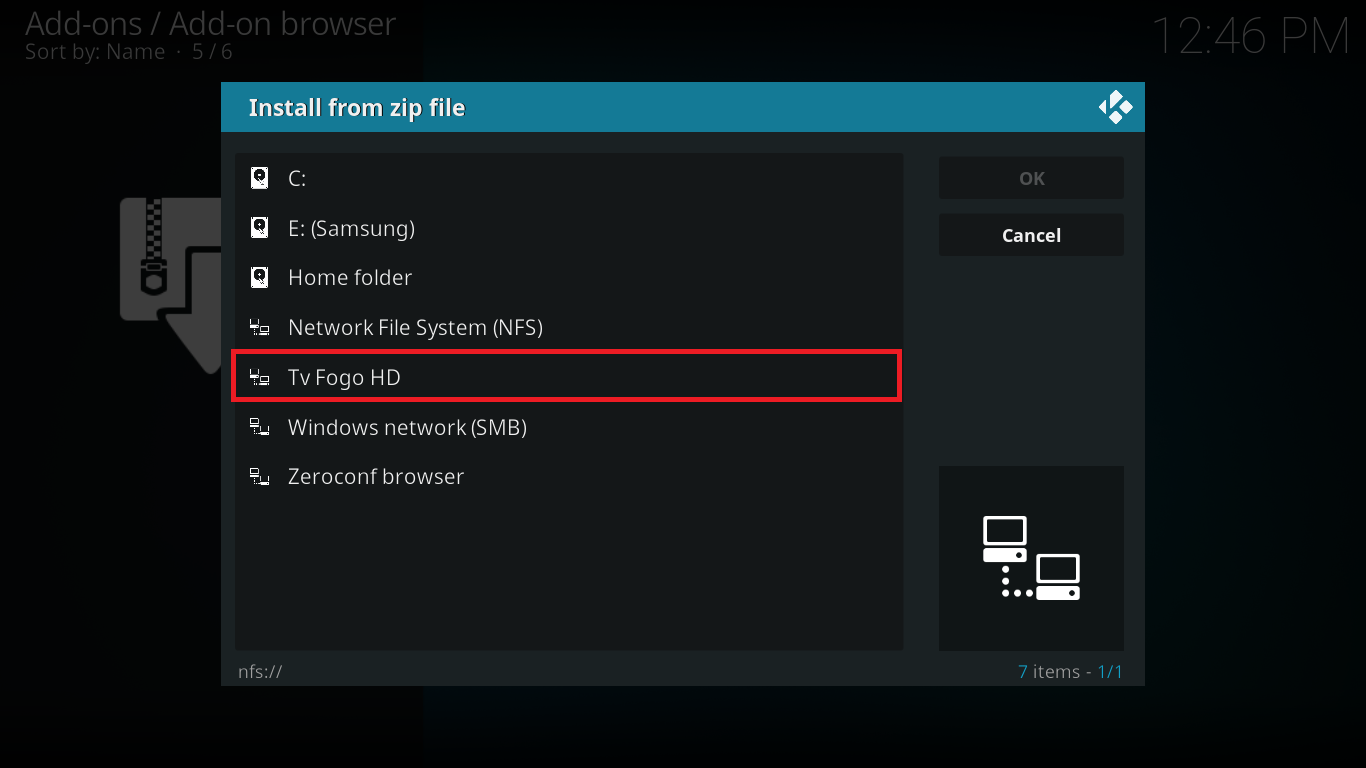 Add-ons / Add-on browser
Sort by: Name · 5 / 6
12:46 PM
Install from zip file
C:
E: (Samsung)
Home folder
Network File System (NFS)
Tv Fogo HD
Windows network (SMB)
Zeroconf browser
OK
Cancel
nfs://
7 items - 1/1